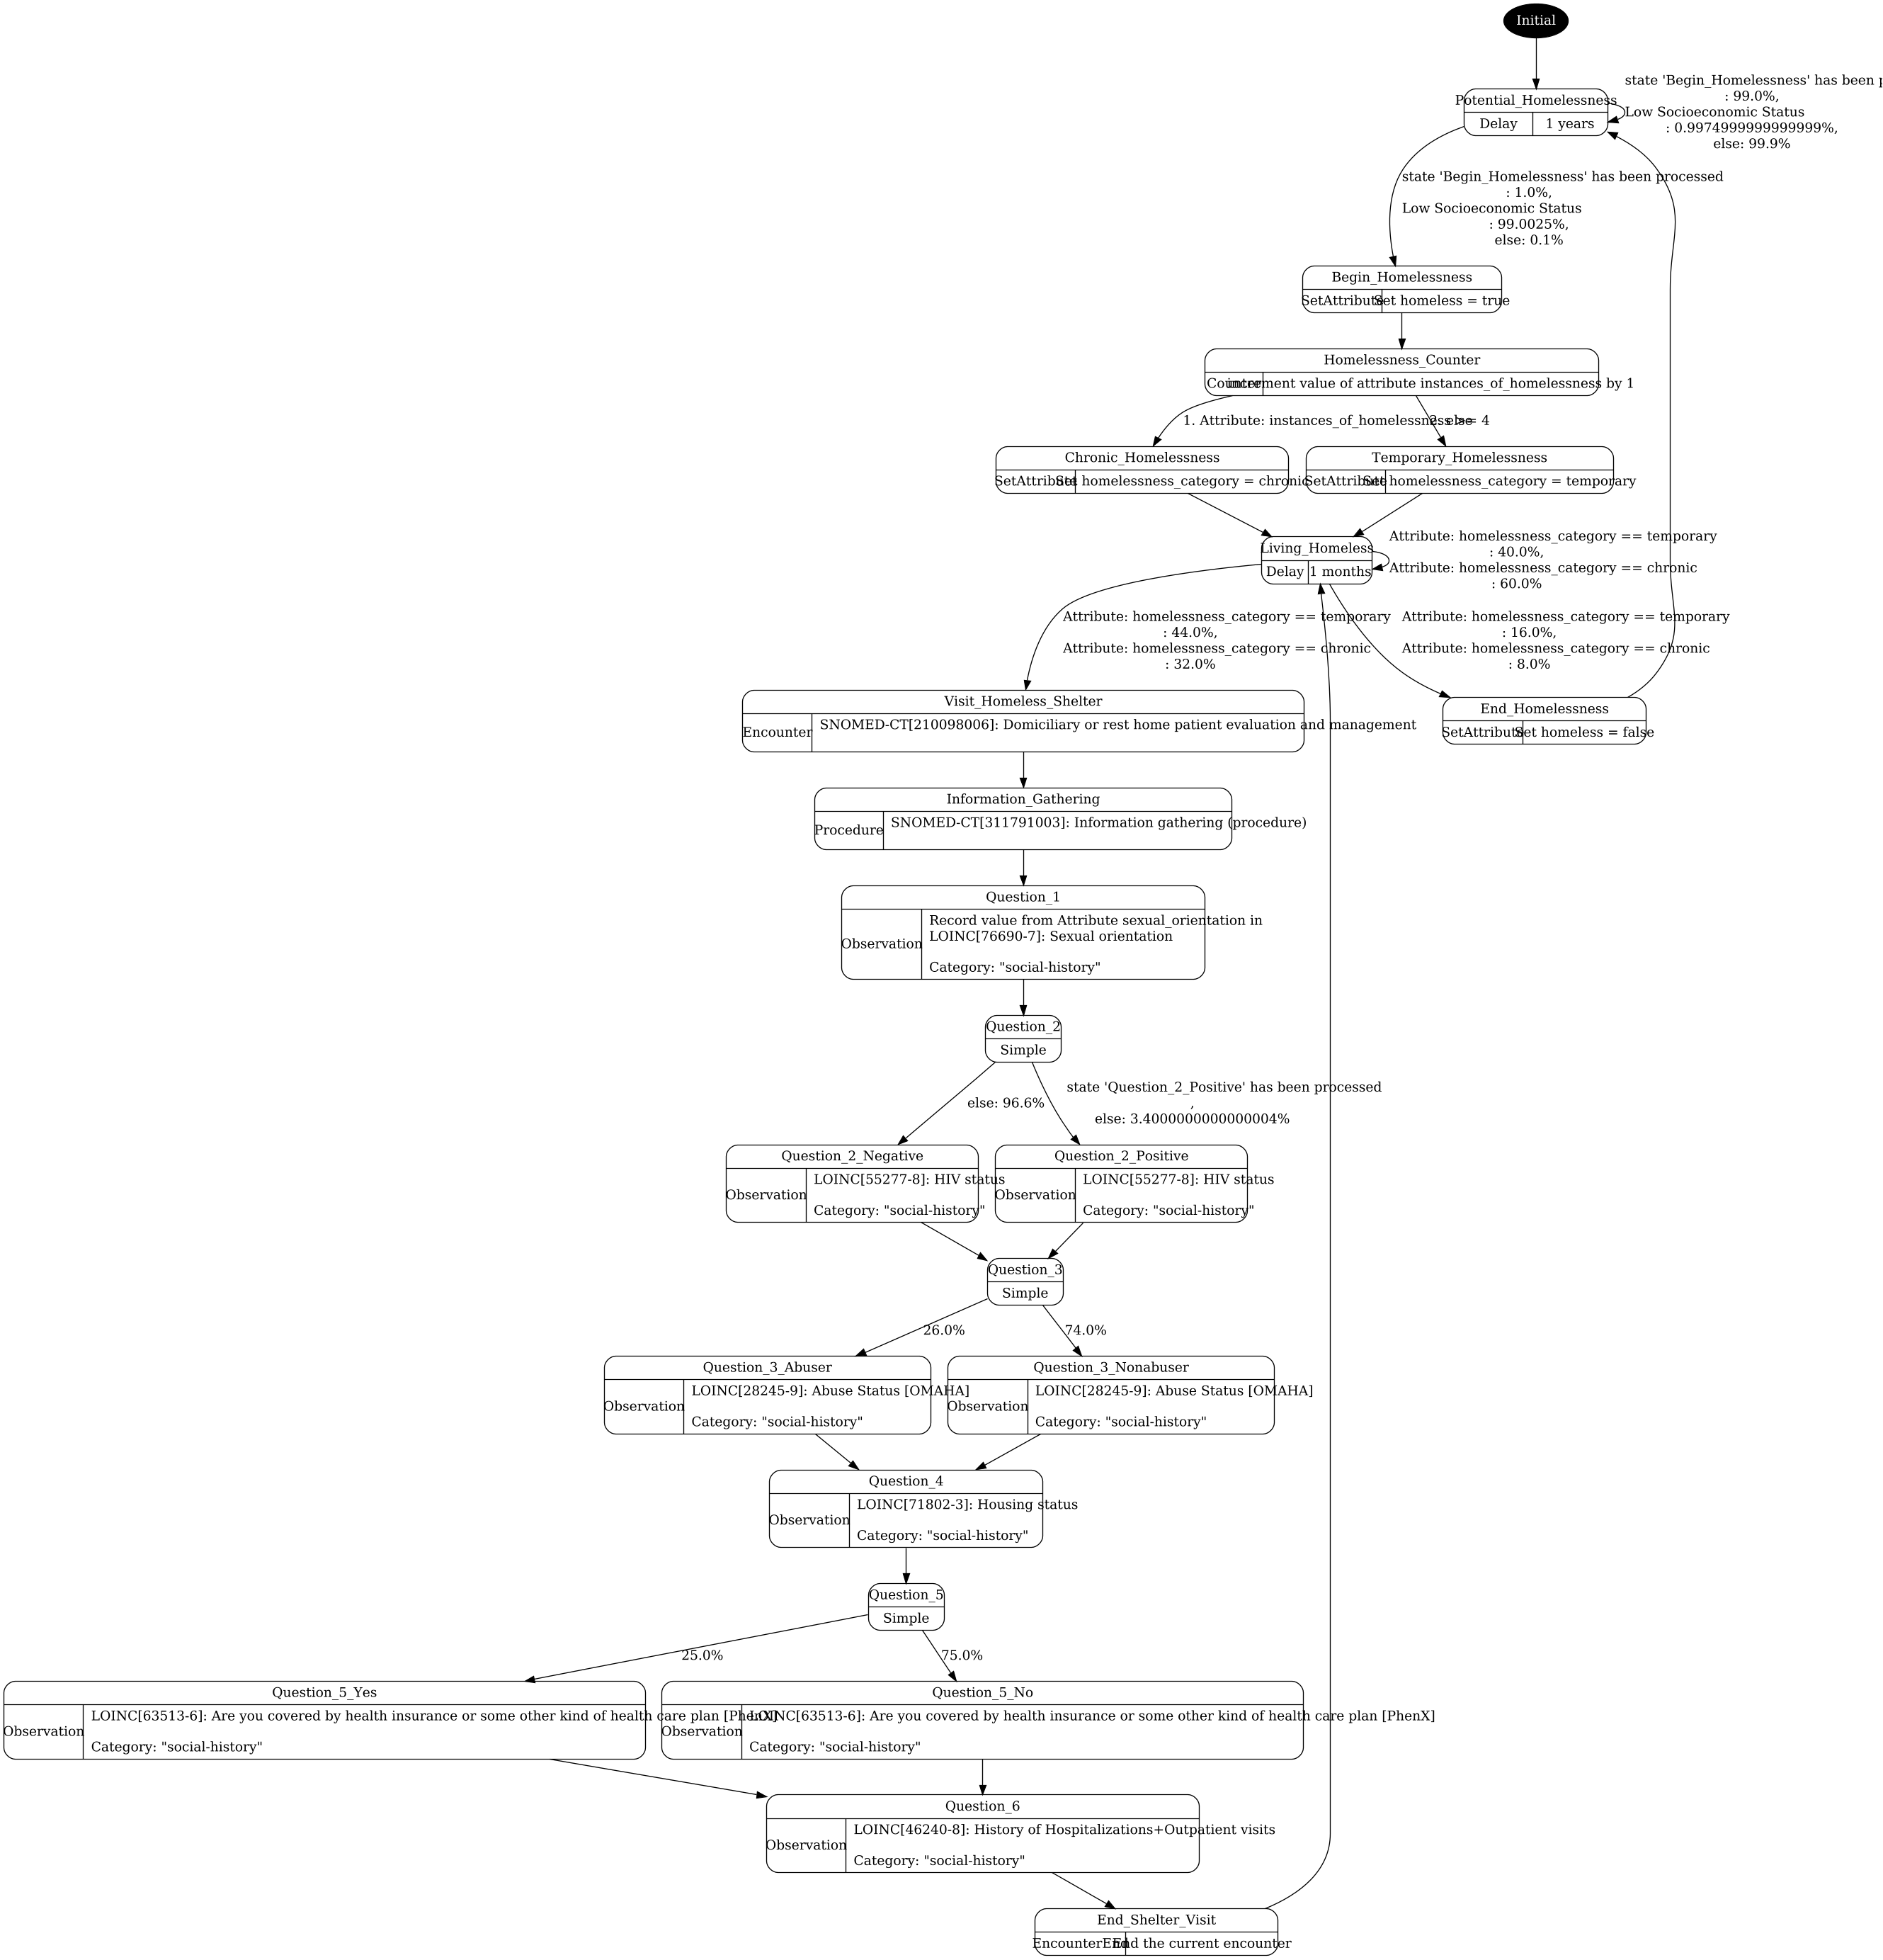 Initial
Potential_Homelessness
Delay
1 years
state 'Begin_Homelessness' has been p
: 99.0%,
Low Socioeconomic Status
: 0.9974999999999999%,
else: 99.9%
state 'Begin_Homelessness' has been processed
: 1.0%,
Low Socioeconomic Status
: 99.0025%,
else: 0.1%
Begin_Homelessness
SetAttribute
Set homeless = true
Homelessness_Counter
Counter
increment value of attribute instances_of_homelessness by 1
1. Attribute: instances_of_homelessness >= 4
2. else
Chronic_Homelessness
SetAttribute
Set homelessness_category = chronic
Temporary_Homelessness
SetAttribute
Set homelessness_category = temporary
Living_Homeless
Delay
1 months
Attribute: homelessness_category == temporary
: 40.0%,
Attribute: homelessness_category == chronic
: 60.0%
Attribute: homelessness_category == temporary
: 44.0%,
Attribute: homelessness_category == chronic
: 32.0%
Attribute: homelessness_category == temporary
: 16.0%,
Attribute: homelessness_category == chronic
: 8.0%
Visit_Homeless_Shelter
Encounter
SNOMED-CT[210098006]: Domiciliary or rest home patient evaluation and management
End_Homelessness
SetAttribute
Set homeless = false
Information_Gathering
Procedure
SNOMED-CT[311791003]: Information gathering (procedure)
Question_1
Observation
Record value from Attribute sexual_orientation in
LOINC[76690-7]: Sexual orientation
Category: "social-history"
Question_2
Simple
else: 96.6%
state 'Question_2_Positive' has been processed
,
else: 3.4000000000000004%
Question_2_Negative
Observation
LOINC[55277-8]: HIV status
Category: "social-history"
Question_2_Positive
Observation
LOINC[55277-8]: HIV status
Category: "social-history"
Question_3
Simple
26.0%
74.0%
Question_3_Abuser
Observation
LOINC[28245-9]: Abuse Status [OMAHA]
Category: "social-history"
Question_3_Nonabuser
Observation
LOINC[28245-9]: Abuse Status [OMAHA]
Category: "social-history"
Question_4
Observation
LOINC[71802-3]: Housing status
Category: "social-history"
Question_5
Simple
25.0%
75.0%
Question_5_Yes
Observation
LOINC[63513-6]: Are you covered by health insurance or some other kind of health care plan [PhenX]
Category: "social-history"
Question_5_No
Observation
LOINC[63513-6]: Are you covered by health insurance or some other kind of health care plan [PhenX]
Category: "social-history"
Question_6
Observation
LOINC[46240-8]: History of Hospitalizations+Outpatient visits
Category: "social-history"
End_Shelter_Visit
EncounterEnd
End the current encounter